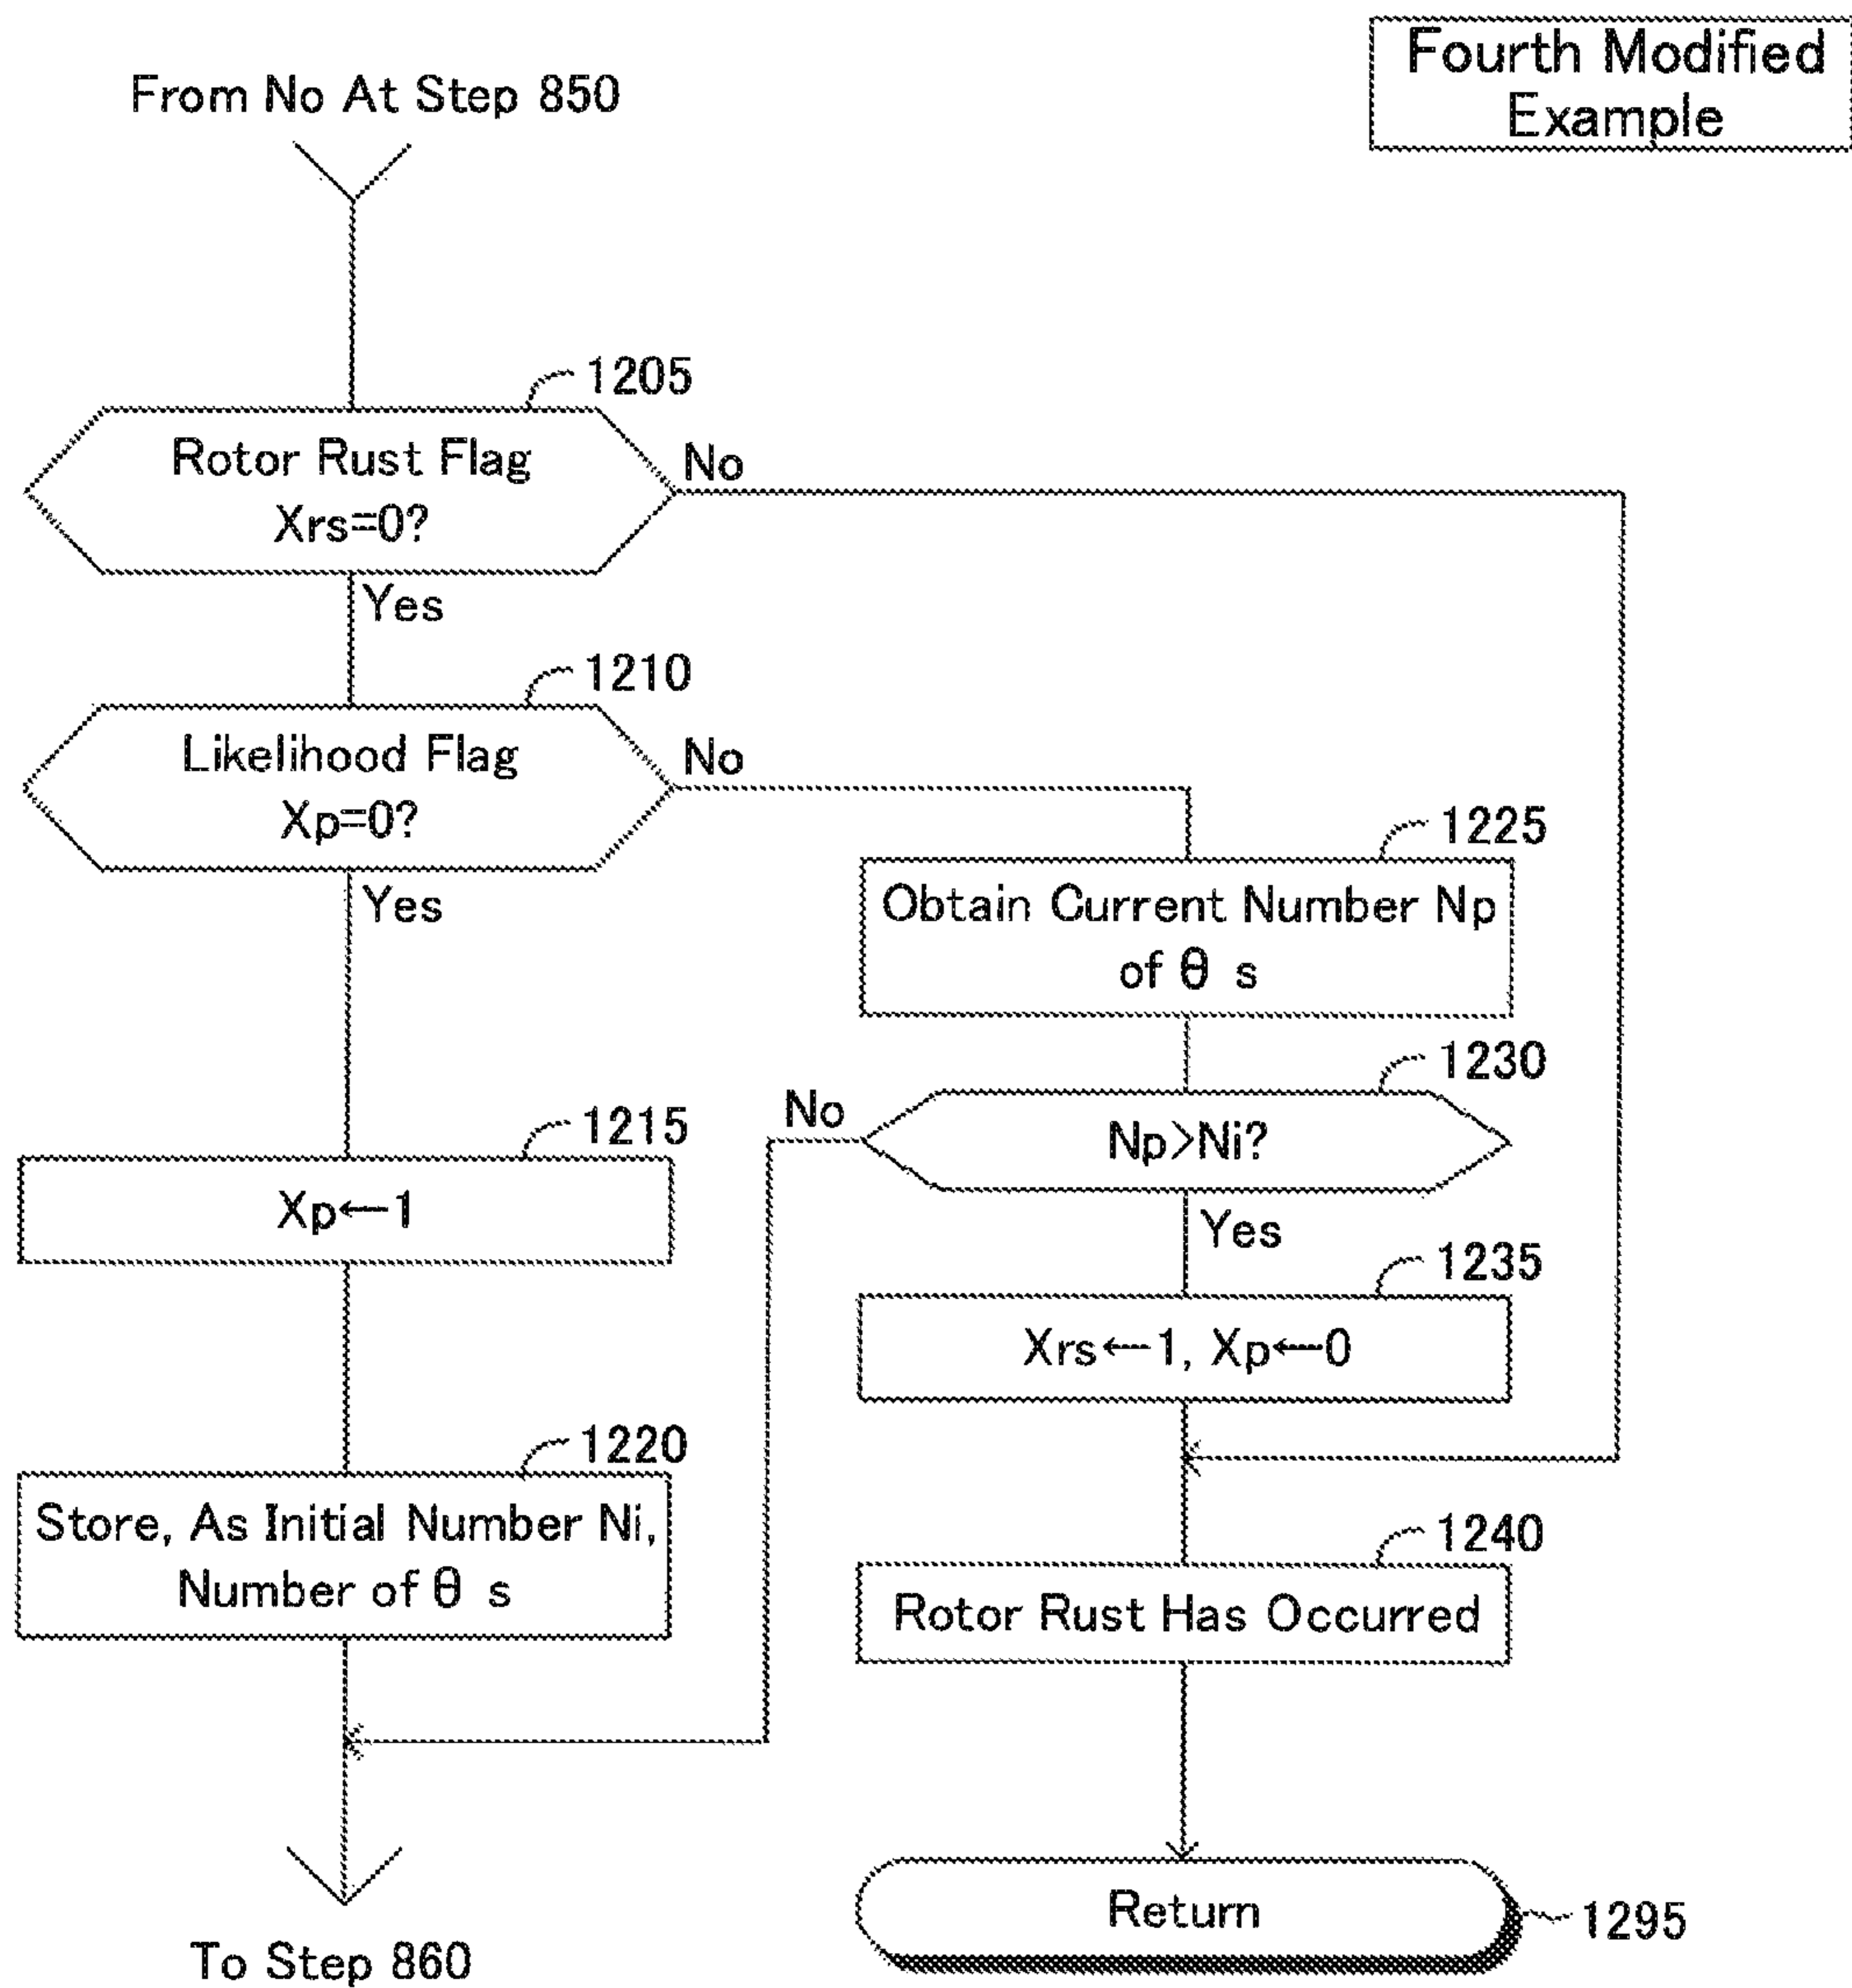 Fourth Modified
Example
From No At Step 850
1205
Rotor Rust Flag
Xrs=0?
No
Yes
1210
Likelihood Flag
Xp=0?
No
Yes
1225
Obtain Current Number Np
of θ s
1230
Np>Ni?
No
Yes
1215
Xp←1
1235
Xrs←1, Xp←0
1220
Store, As Initial Number Ni,
Number of θ s
1240
Rotor Rust Has Occurred
Return
1295
To Step 860